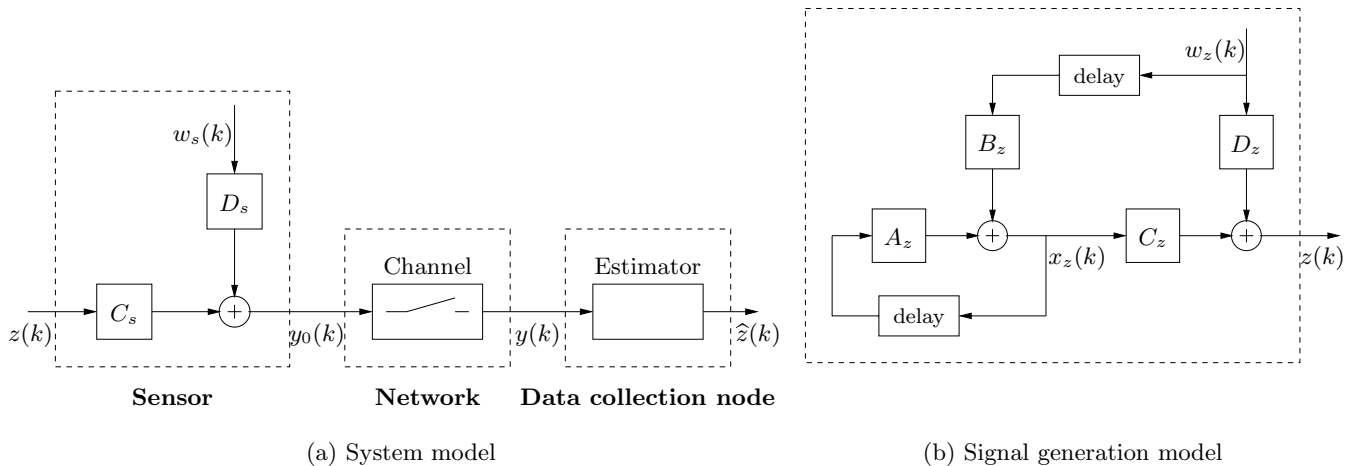 w_s(k)
D_s
z(k)
C_s
+
y_0(k)
Channel
y(k)
Estimator
ẑ(k)
Sensor
Network
Data collection node
(a) System model
w_z(k)
delay
B_z
D_z
A_z
+
x_z(k)
C_z
+
z(k)
delay
(b) Signal generation model